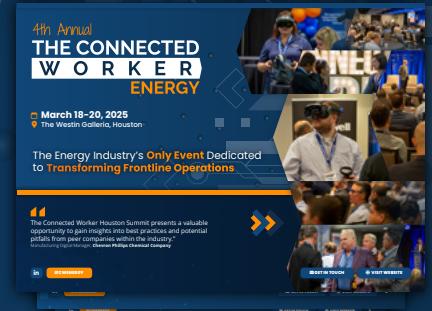 4th Annual
THE CONNECTED
WORKER
ENERGY
March 18-20, 2025
The Westin Galleria, Houston
The Energy Industry's Only Event Dedicated
to Transforming Frontline Operations
The Connected Worker Houston Summit presents a valuable
opportunity to gain insights into best practices and potential
pitfalls from peer companies within the industry."
Manufacturing Digital Manager, Chevron Phillips Chemical Company
in
#CWENERGY
GET IN TOUCH
VISIT WEBSITE